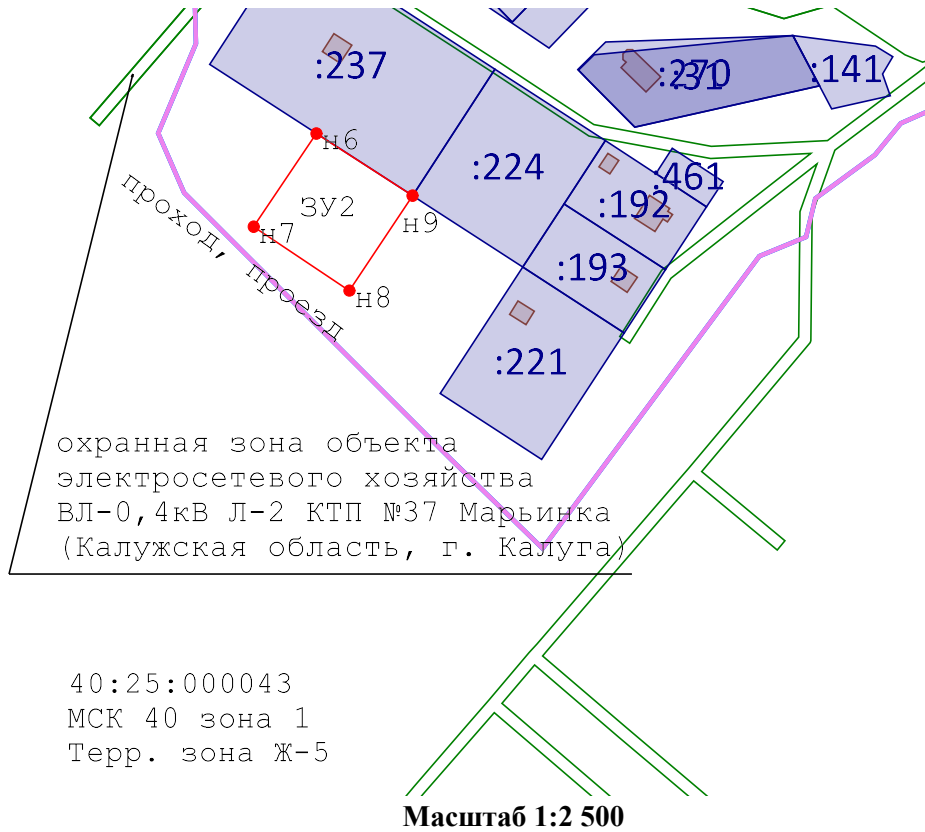 :237
:270
:31
:141
н6
:224
:461
:192
проход, проезд
ЗУ2
н9
н7
:193
н8
:221
охранная зона объекта
электросетевого хозяйства
ВЛ-0,4кВ Л-2 КТП №37 Марьинка
(Калужская область, г. Калуга)
40:25:000043
МСК 40 зона 1
Терр. зона Ж-5
Масштаб 1:2 500